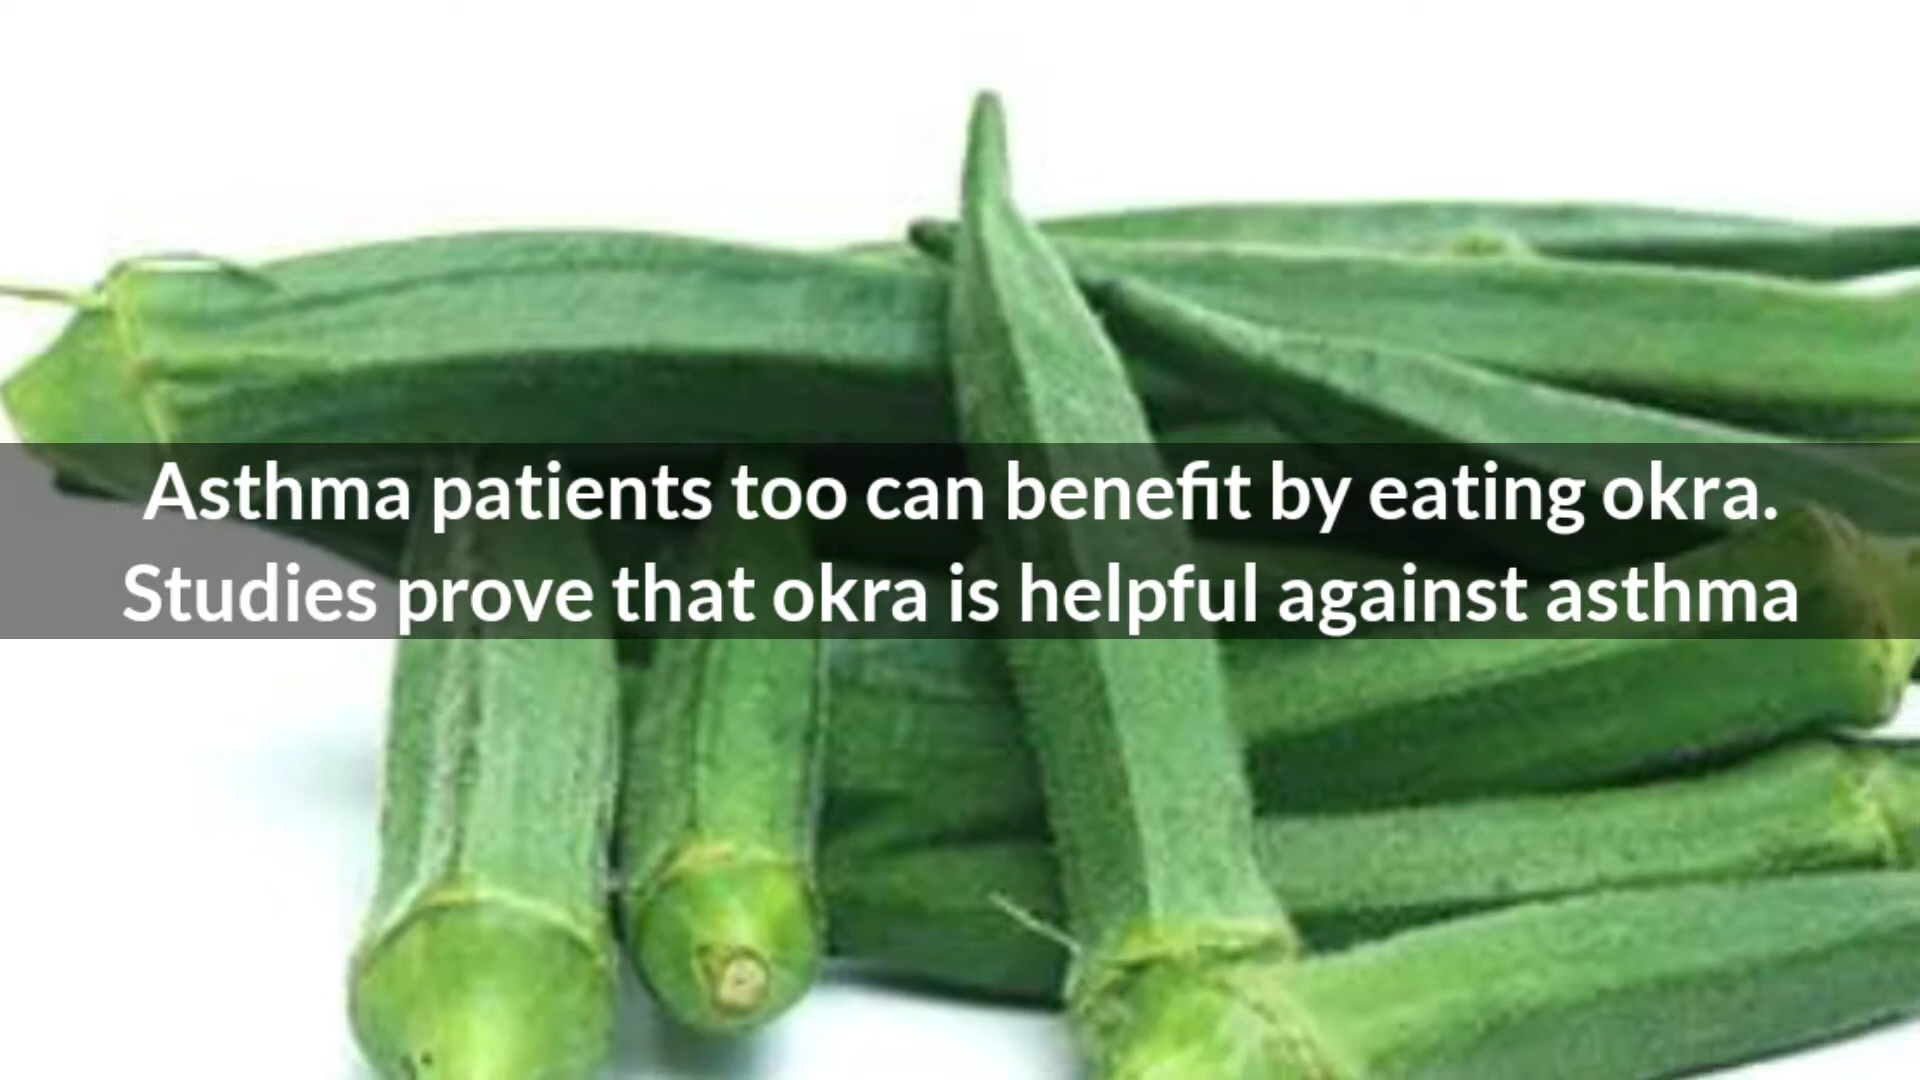 Asthma patients too can benefit by eating okra.
Studies prove that okra is helpful against asthma